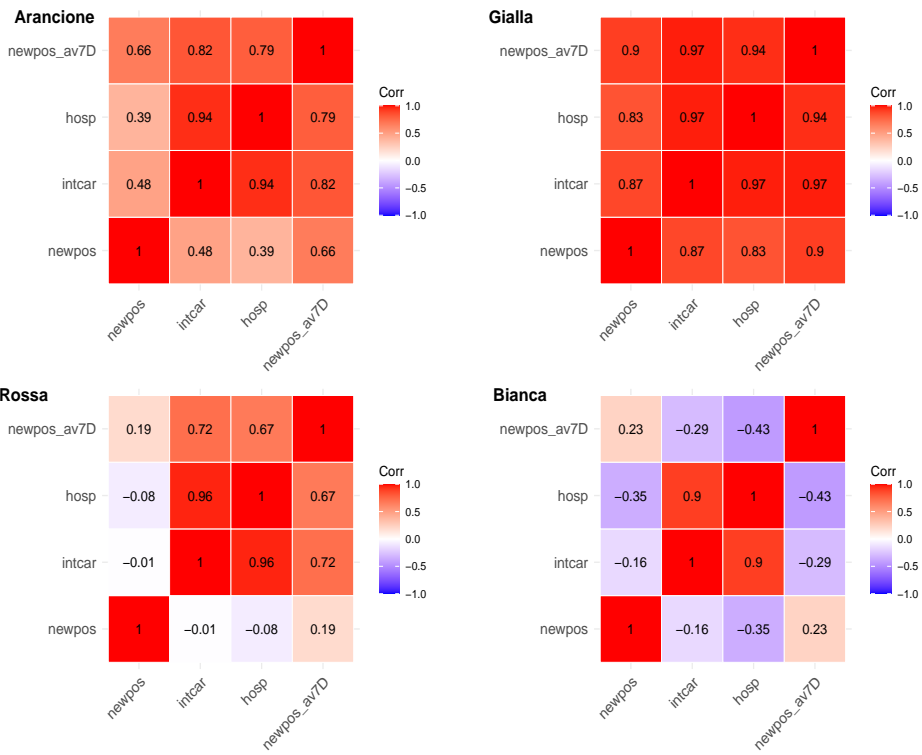 Arancione
newpos_av7D 0.66 0.82 0.79 1
hosp 0.39 0.94 1 0.79
intcar 0.48 1 0.94 0.82
newpos 1 0.48 0.39 0.66
newpos intcar hosp newpos_av7D
Corr
1.0
0.5
0.0
−0.5
−1.0
Gialla
newpos_av7D 0.9 0.97 0.94 1
hosp 0.83 0.97 1 0.94
intcar 0.87 1 0.97 0.97
newpos 1 0.87 0.83 0.9
newpos intcar hosp newpos_av7D
Corr
1.0
0.5
0.0
−0.5
−1.0
Rossa
newpos_av7D 0.19 0.72 0.67 1
hosp −0.08 0.96 1 0.67
intcar −0.01 1 0.96 0.72
newpos 1 −0.01 −0.08 0.19
newpos intcar hosp newpos_av7D
Corr
1.0
0.5
0.0
−0.5
−1.0
Bianca
newpos_av7D 0.23 −0.29 −0.43 1
hosp −0.35 0.9 1 −0.43
intcar −0.16 1 0.9 −0.29
newpos 1 −0.16 −0.35 0.23
newpos intcar hosp newpos_av7D
Corr
1.0
0.5
0.0
−0.5
−1.0